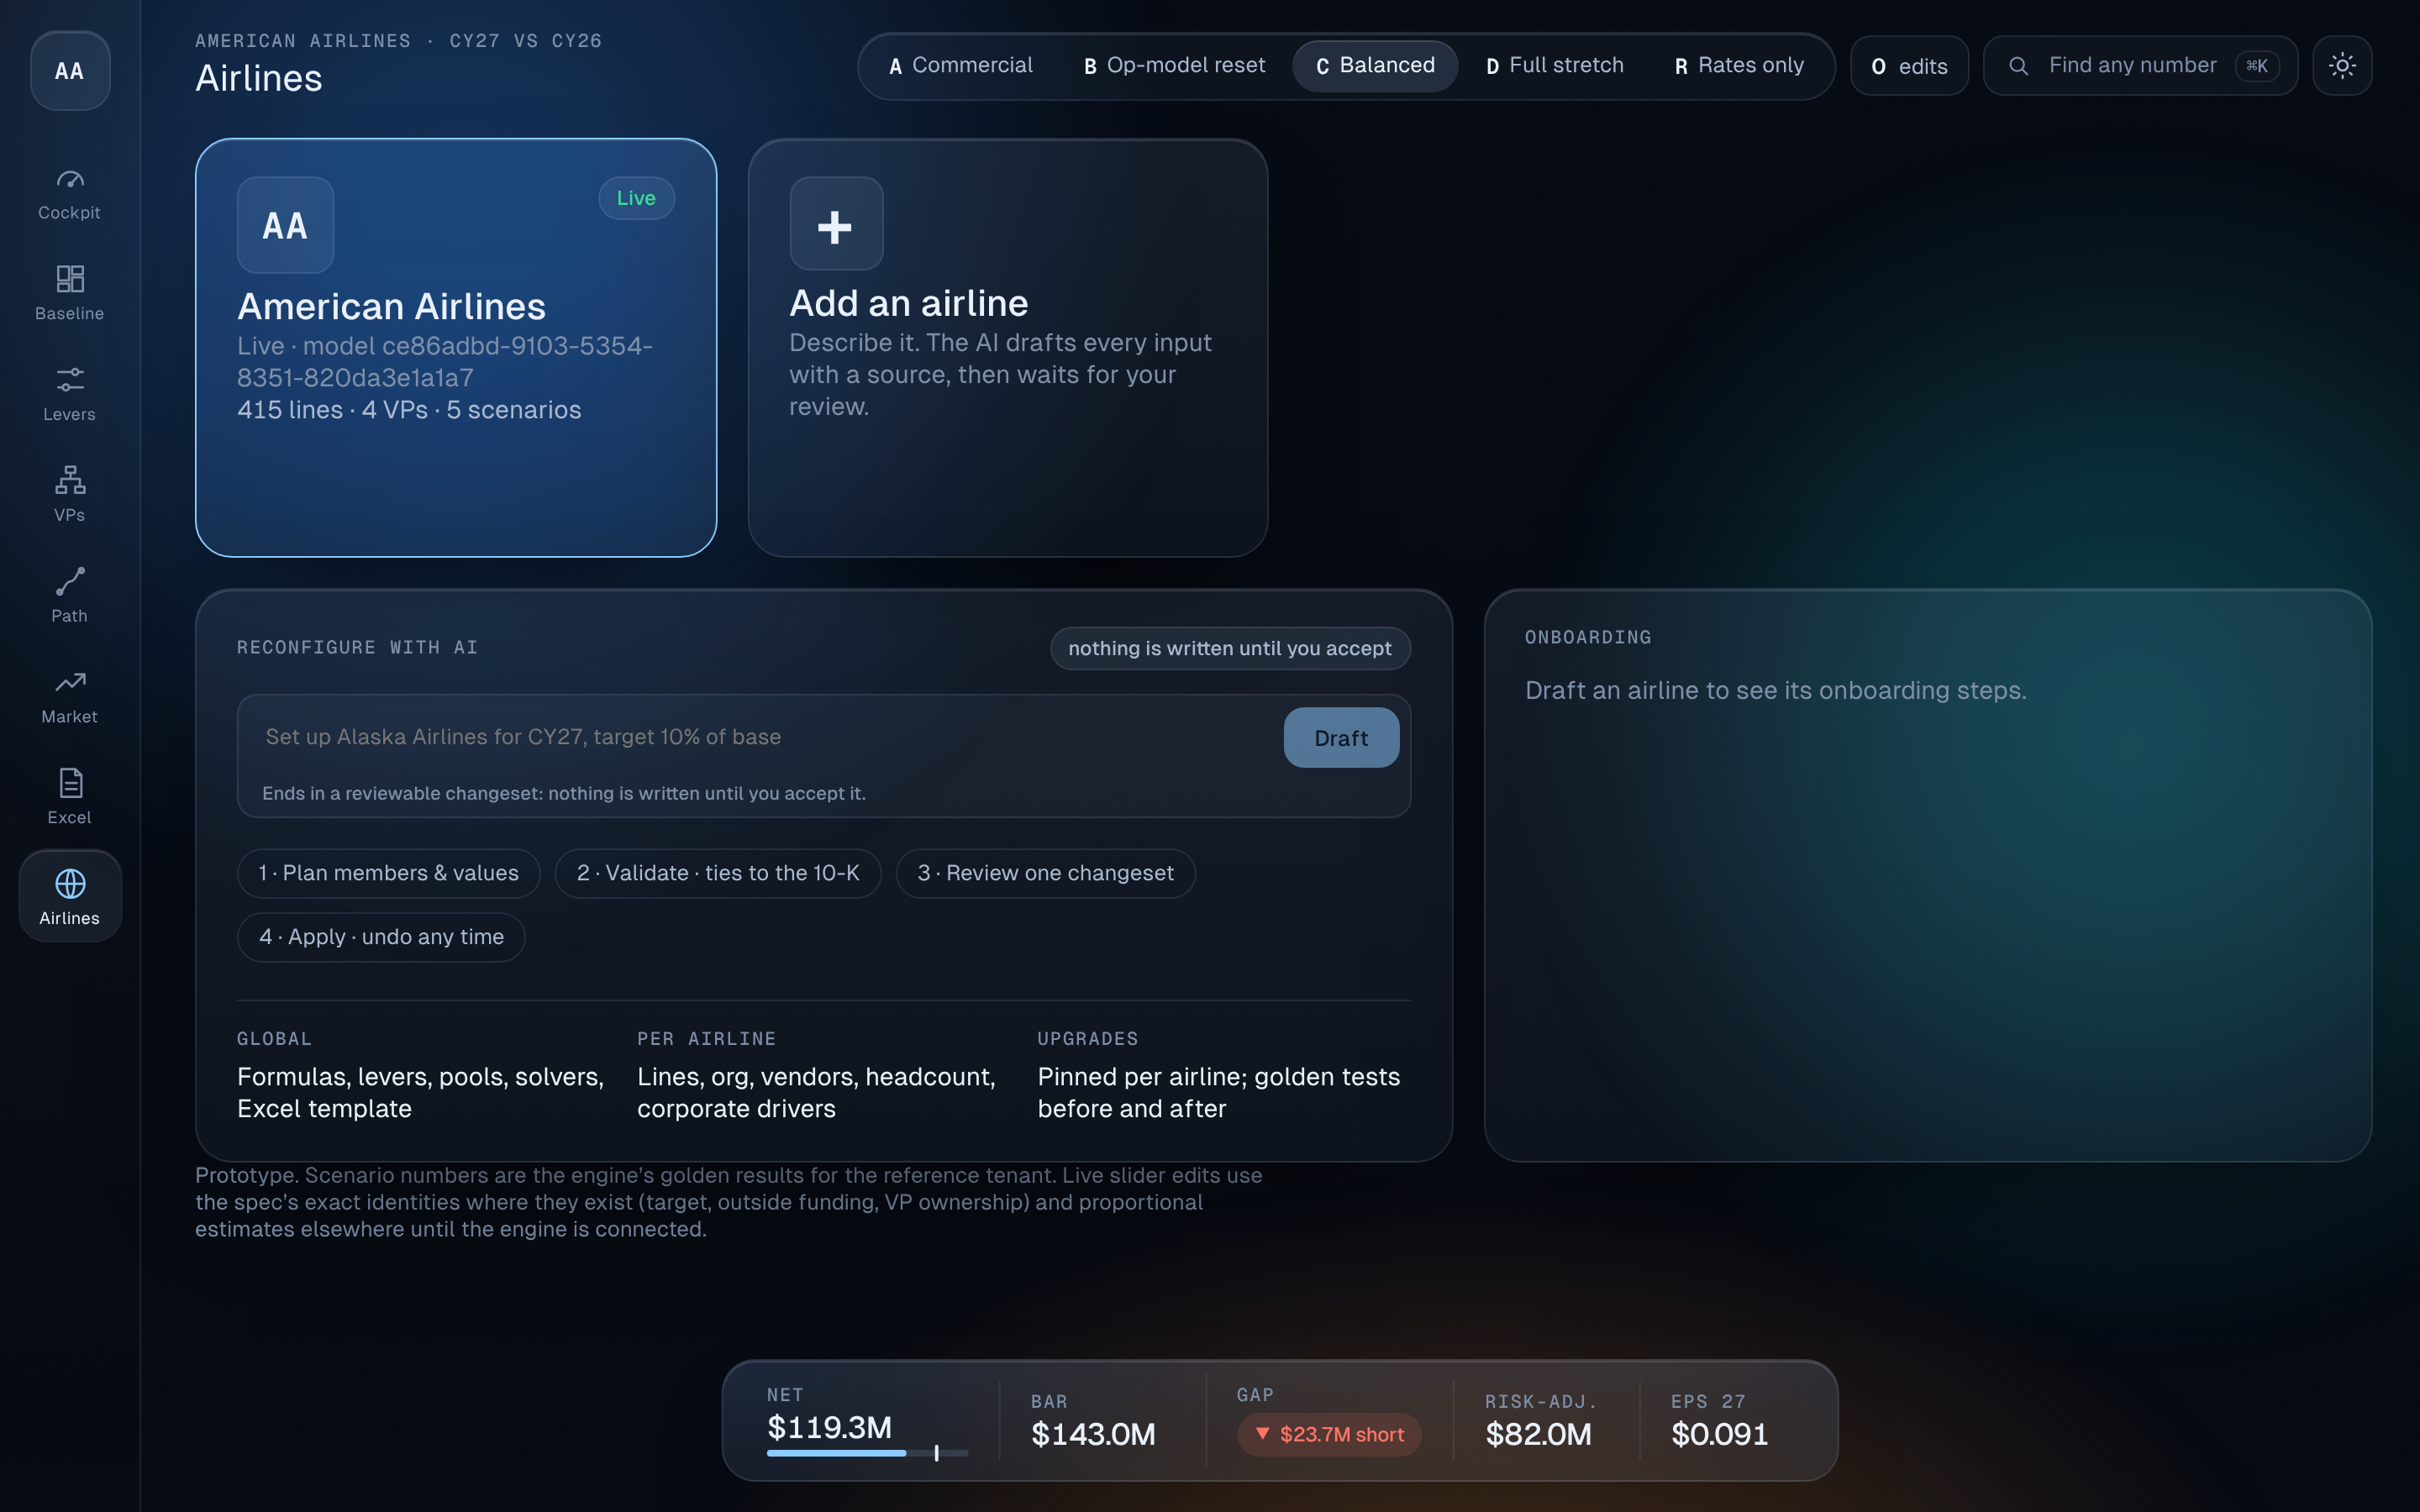 AA
AMERICAN AIRLINES · CY27 VS CY26
Airlines
A Commercial
B Op-model reset
C Balanced
D Full stretch
R Rates only
0 edits
Find any number ⌘K
Cockpit
Baseline
Levers
VPs
Path
Market
Excel
Airlines
AA
Live
American Airlines
Live · model ce86adbd-9103-5354-
8351-820da3e1a1a7
415 lines · 4 VPs · 5 scenarios
+
Add an airline
Describe it. The AI drafts every input
with a source, then waits for your
review.
RECONFIGURE WITH AI
nothing is written until you accept
Set up Alaska Airlines for CY27, target 10% of base
Draft
Ends in a reviewable changeset: nothing is written until you accept it.
1 · Plan members & values
2 · Validate · ties to the 10-K
3 · Review one changeset
4 · Apply · undo any time
GLOBAL
Formulas, levers, pools, solvers,
Excel template
PER AIRLINE
Lines, org, vendors, headcount,
corporate drivers
UPGRADES
Pinned per airline; golden tests
before and after
ONBOARDING
Draft an airline to see its onboarding steps.
Prototype. Scenario numbers are the engine’s golden results for the reference tenant. Live slider edits use
the spec’s exact identities where they exist (target, outside funding, VP ownership) and proportional
estimates elsewhere until the engine is connected.
NET
$119.3M
BAR
$143.0M
GAP
▼ $23.7M short
RISK-ADJ.
$82.0M
EPS 27
$0.091